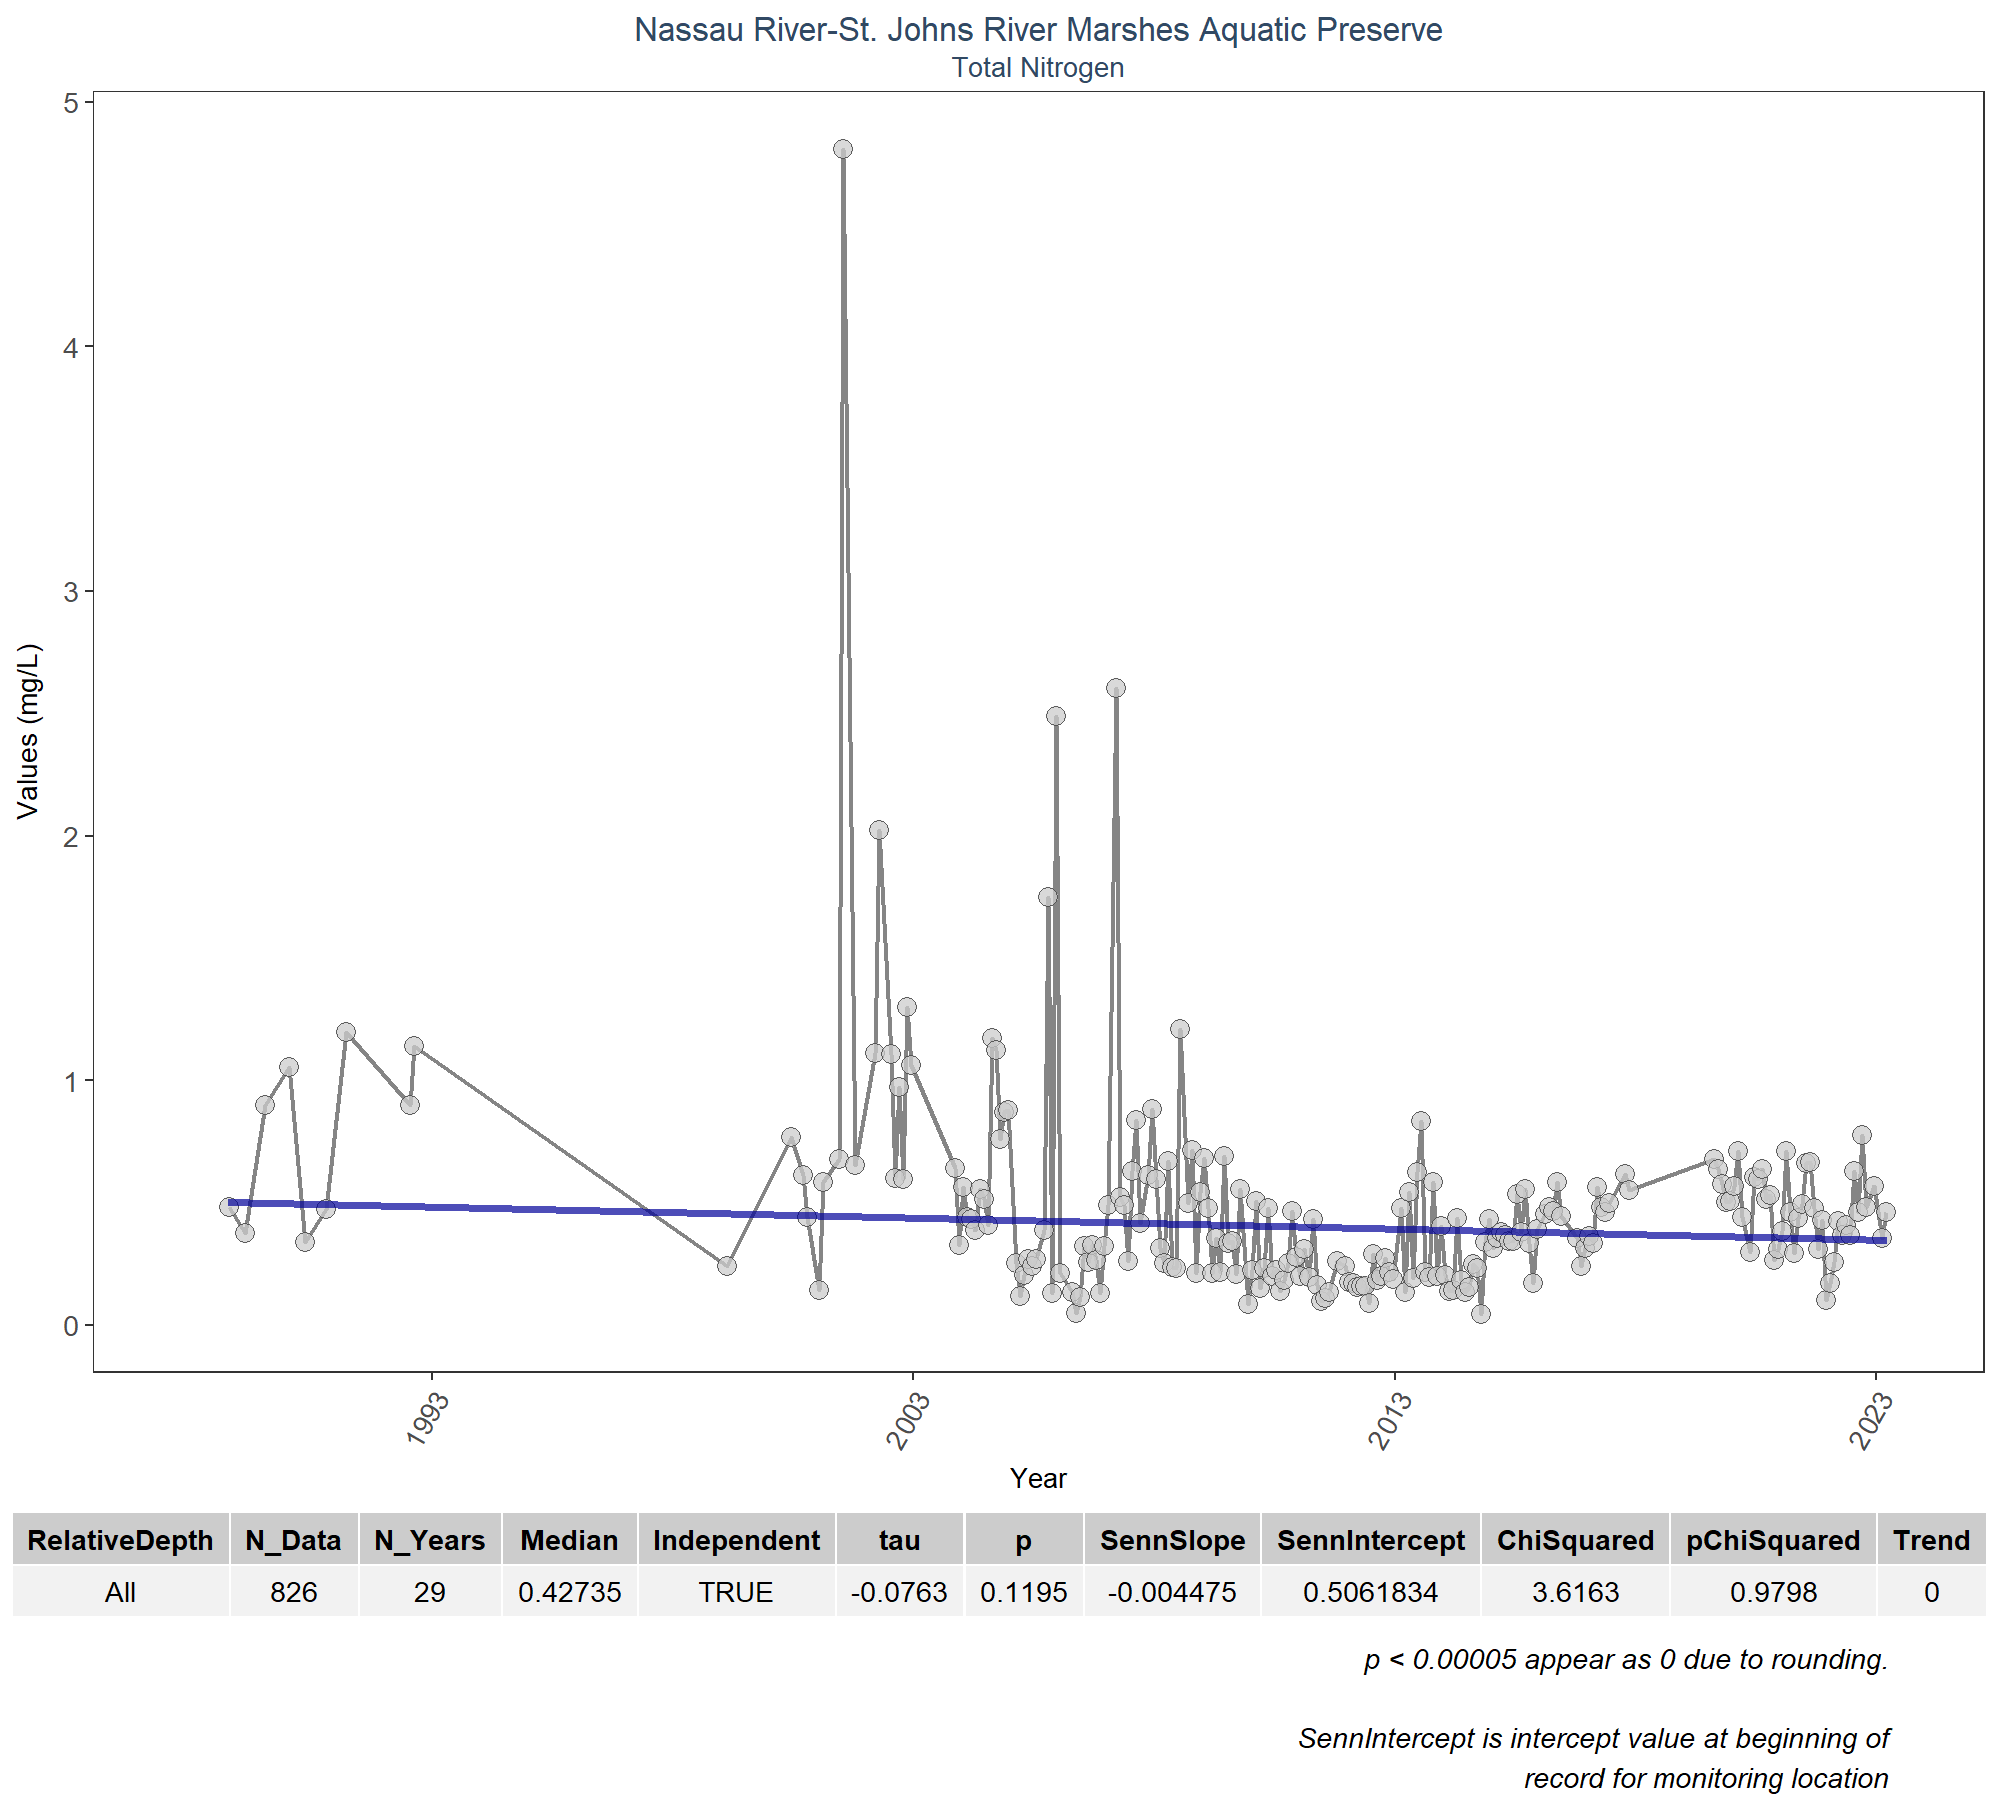 Nassau River-St. Johns River Marshes Aquatic Preserve
Total Nitrogen
5
4
3
2
1
0
Values (mg/L)
1993 2003 2013 2023
Year
RelativeDepth N_Data N_Years Median Independent tau p SennSlope SennIntercept ChiSquared pChiSquared Trend
All 826 29 0.42735 TRUE -0.0763 0.1195 -0.004475 0.5061834 3.6163 0.9798 0
p < 0.00005 appear as 0 due to rounding.
SennIntercept is intercept value at beginning of
record for monitoring location